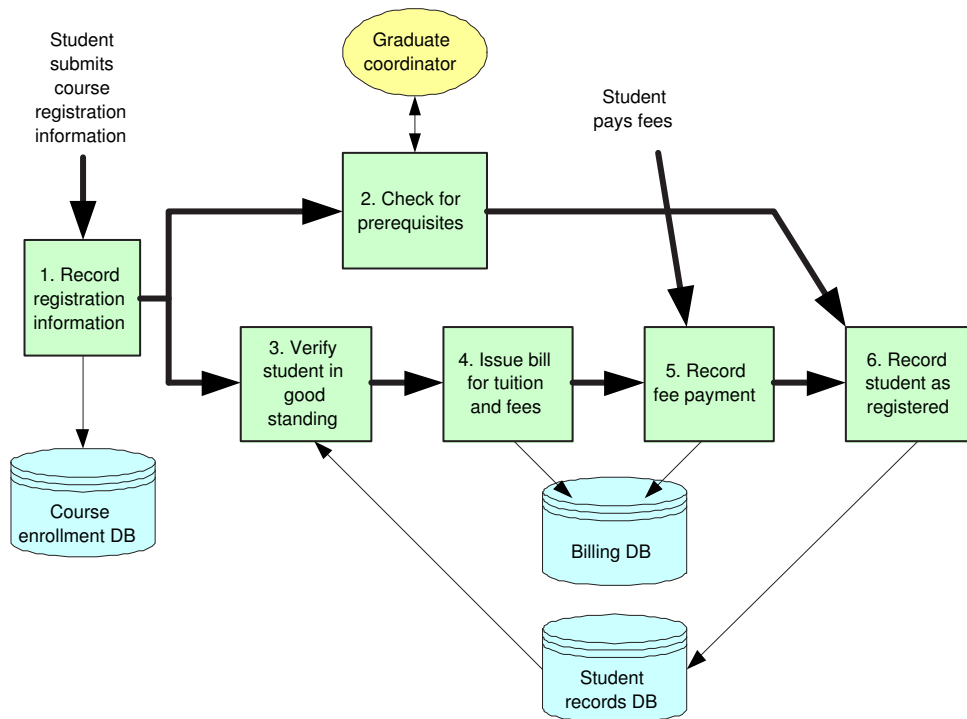 Student
submits
course
registration
information
Graduate
coordinator
Student
pays fees
2. Check for
prerequisites
1. Record
registration
information
3. Verify
student in
good
standing
4. Issue bill
for tuition
and fees
5. Record
fee payment
6. Record
student as
registered
Course
enrollment DB
Billing DB
Student
records DB